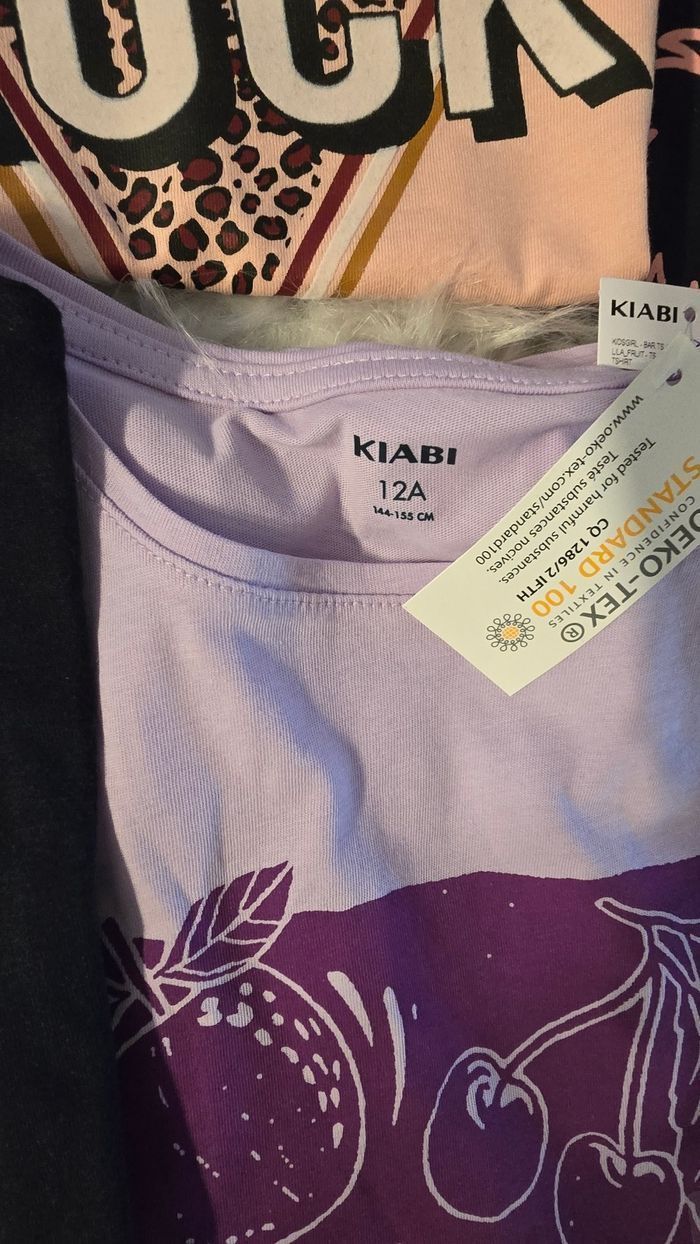 OCK
KIABI
KIDSGIRL - BAR TS
LILA_FRUIT - TS
TSHIRT
KIABI
12A
144-155 CM
OEKO-TEX®
CONFIDENCE IN TEXTILES
STANDARD 100
CQ 1286/2 IFTH
Tested for harmful substances.
Testé substances nocives.
www.oeko-tex.com/standard100